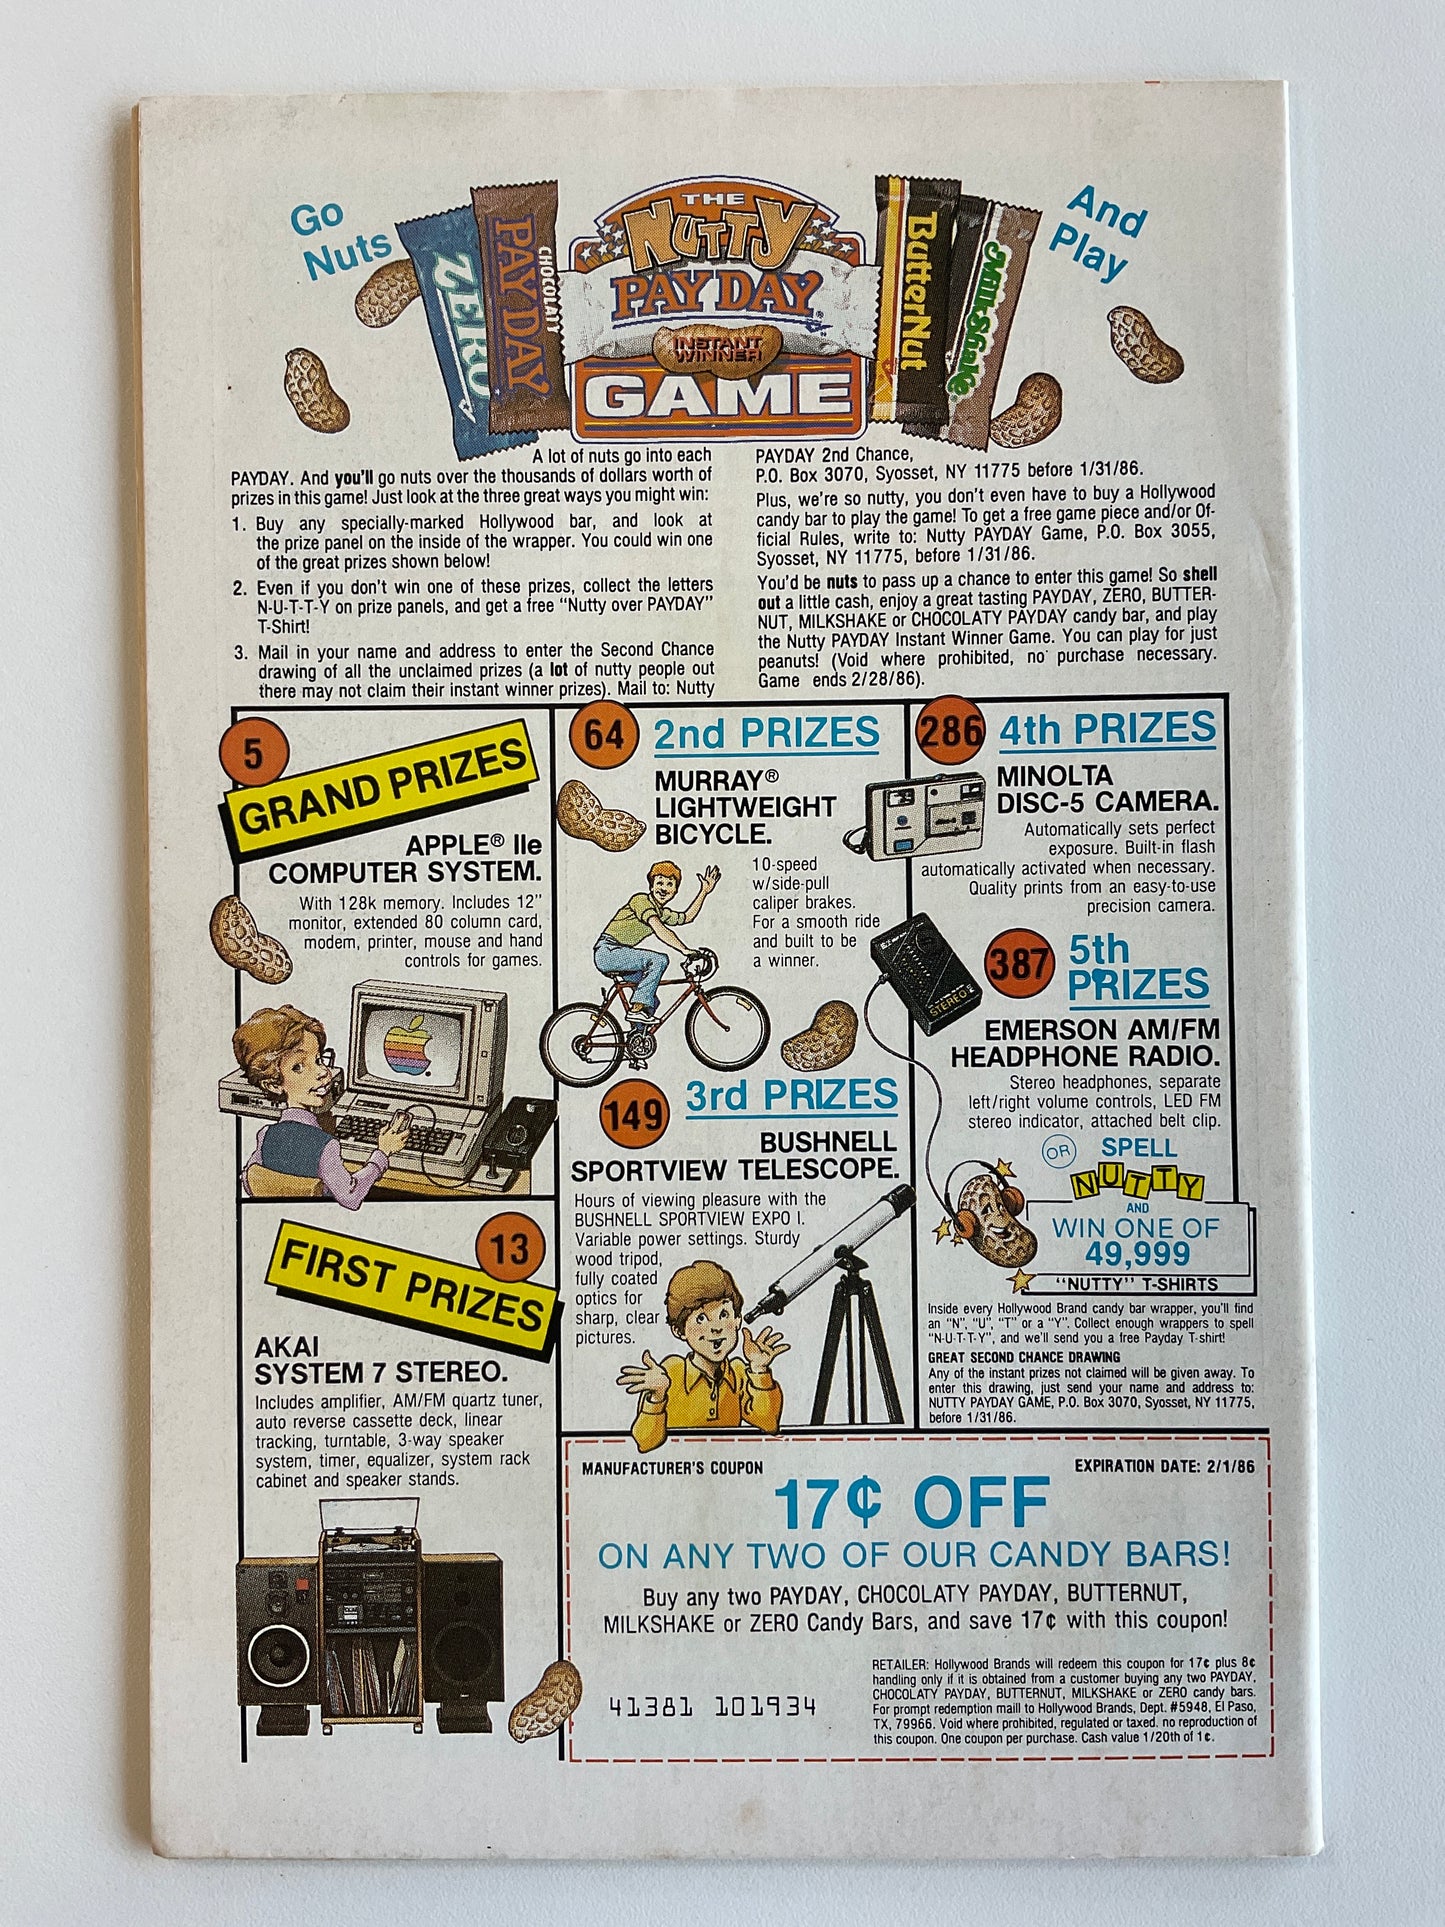 Go
Nuts
And
Play
ZERO
CHOCOLATY
PAYDAY
THE
NUTTY
PAY DAY®
INSTANT
WINNER
GAME
ButterNut
MilkShake
A lot of nuts go into each
PAYDAY. And you'll go nuts over the thousands of dollars worth of
prizes in this game! Just look at the three great ways you might win:
1. Buy any specially-marked Hollywood bar, and look at
the prize panel on the inside of the wrapper. You could win one
of the great prizes shown below!
2. Even if you don't win one of these prizes, collect the letters
N-U-T-T-Y on prize panels, and get a free "Nutty over PAYDAY"
T-Shirt!
3. Mail in your name and address to enter the Second Chance
drawing of all the unclaimed prizes (a lot of nutty people out
there may not claim their instant winner prizes). Mail to: Nutty
PAYDAY 2nd Chance,
P.O. Box 3070, Syosset, NY 11775 before 1/31/86.
Plus, we're so nutty, you don't even have to buy a Hollywood
candy bar to play the game! To get a free game piece and/or Of-
ficial Rules, write to: Nutty PAYDAY Game, P.O. Box 3055,
Syosset, NY 11775, before 1/31/86.
You'd be nuts to pass up a chance to enter this game! So shell
out a little cash, enjoy a great tasting PAYDAY, ZERO, BUTTER-
NUT, MILKSHAKE or CHOCOLATY PAYDAY candy bar, and play
the Nutty PAYDAY Instant Winner Game. You can play for just
peanuts! (Void where prohibited, no purchase necessary.
Game ends 2/28/86).
5
GRAND PRIZES
APPLE® IIe
COMPUTER SYSTEM.
With 128k memory. Includes 12"
monitor, extended 80 column card,
modem, printer, mouse and hand
controls for games.
13
FIRST PRIZES
AKAI
SYSTEM 7 STEREO.
Includes amplifier, AM/FM quartz tuner,
auto reverse cassette deck, linear
tracking, turntable, 3-way speaker
system, timer, equalizer, system rack
cabinet and speaker stands.
64
2nd PRIZES
MURRAY®
LIGHTWEIGHT
BICYCLE.
10-speed
w/side-pull
caliper brakes.
For a smooth ride
and built to be
a winner.
149
3rd PRIZES
BUSHNELL
SPORTVIEW TELESCOPE.
Hours of viewing pleasure with the
BUSHNELL SPORTVIEW EXPO I.
Variable power settings. Sturdy
wood tripod,
fully coated
optics for
sharp, clear
pictures.
286
4th PRIZES
MINOLTA
DISC-5 CAMERA.
Automatically sets perfect
exposure. Built-in flash
automatically activated when necessary.
Quality prints from an easy-to-use
precision camera.
387
5th
PRIZES
STEREO
EMERSON AM/FM
HEADPHONE RADIO.
Stereo headphones, separate
left/right volume controls, LED FM
stereo indicator, attached belt clip.
OR
SPELL
NUTTY
AND
WIN ONE OF
49,999
"NUTTY" T-SHIRTS
Inside every Hollywood Brand candy bar wrapper, you'll find
an "N", "U", "T" or a "Y". Collect enough wrappers to spell
"N-U-T-T-Y", and we'll send you a free Payday T-shirt!
GREAT SECOND CHANCE DRAWING
Any of the instant prizes not claimed will be given away. To
enter this drawing, just send your name and address to:
NUTTY PAYDAY GAME, P.O. Box 3070, Syosset, NY 11775,
before 1/31/86.
MANUFACTURER'S COUPON
EXPIRATION DATE: 2/1/86
17¢ OFF
ON ANY TWO OF OUR CANDY BARS!
Buy any two PAYDAY, CHOCOLATY PAYDAY, BUTTERNUT,
MILKSHAKE or ZERO Candy Bars, and save 17¢ with this coupon!
41381 101934
RETAILER: Hollywood Brands will redeem this coupon for 17¢ plus 8¢
handling only if it is obtained from a customer buying any two PAYDAY,
CHOCOLATY PAYDAY, BUTTERNUT, MILKSHAKE or ZERO candy bars.
For prompt redemption maill to Hollywood Brands, Dept. #5948, El Paso,
TX, 79966. Void where prohibited, regulated or taxed. no reproduction of
this coupon. One coupon per purchase. Cash value 1/20th of 1¢.